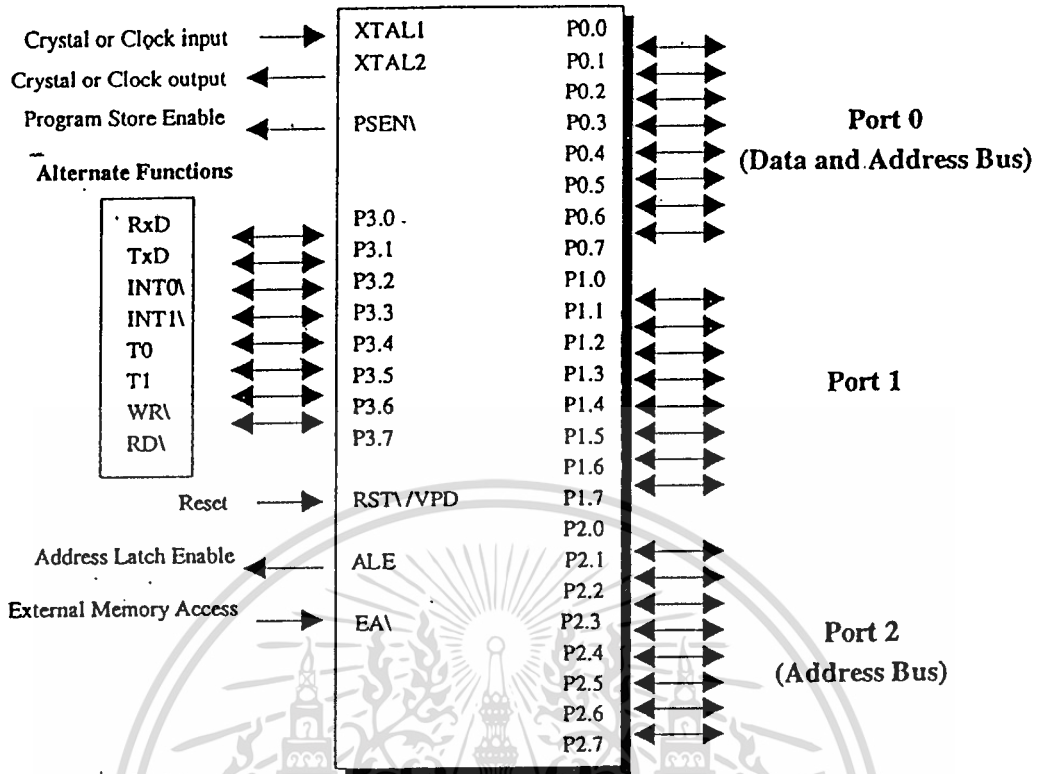 Crystal or Clock input
Crystal or Clock output
Program Store Enable
Alternate Functions
RxD
TxD
INT0\
INT1\
T0
T1
WR\
RD\
Reset
Address Latch Enable
External Memory Access
XTAL1
XTAL2
PSEN\
P3.0
P3.1
P3.2
P3.3
P3.4
P3.5
P3.6
P3.7
RST\/VPD
ALE
EA\
P0.0
P0.1
P0.2
P0.3
P0.4
P0.5
P0.6
P0.7
P1.0
P1.1
P1.2
P1.3
P1.4
P1.5
P1.6
P1.7
P2.0
P2.1
P2.2
P2.3
P2.4
P2.5
P2.6
P2.7
Port 0
(Data and Address Bus)
Port 1
Port 2
(Address Bus)